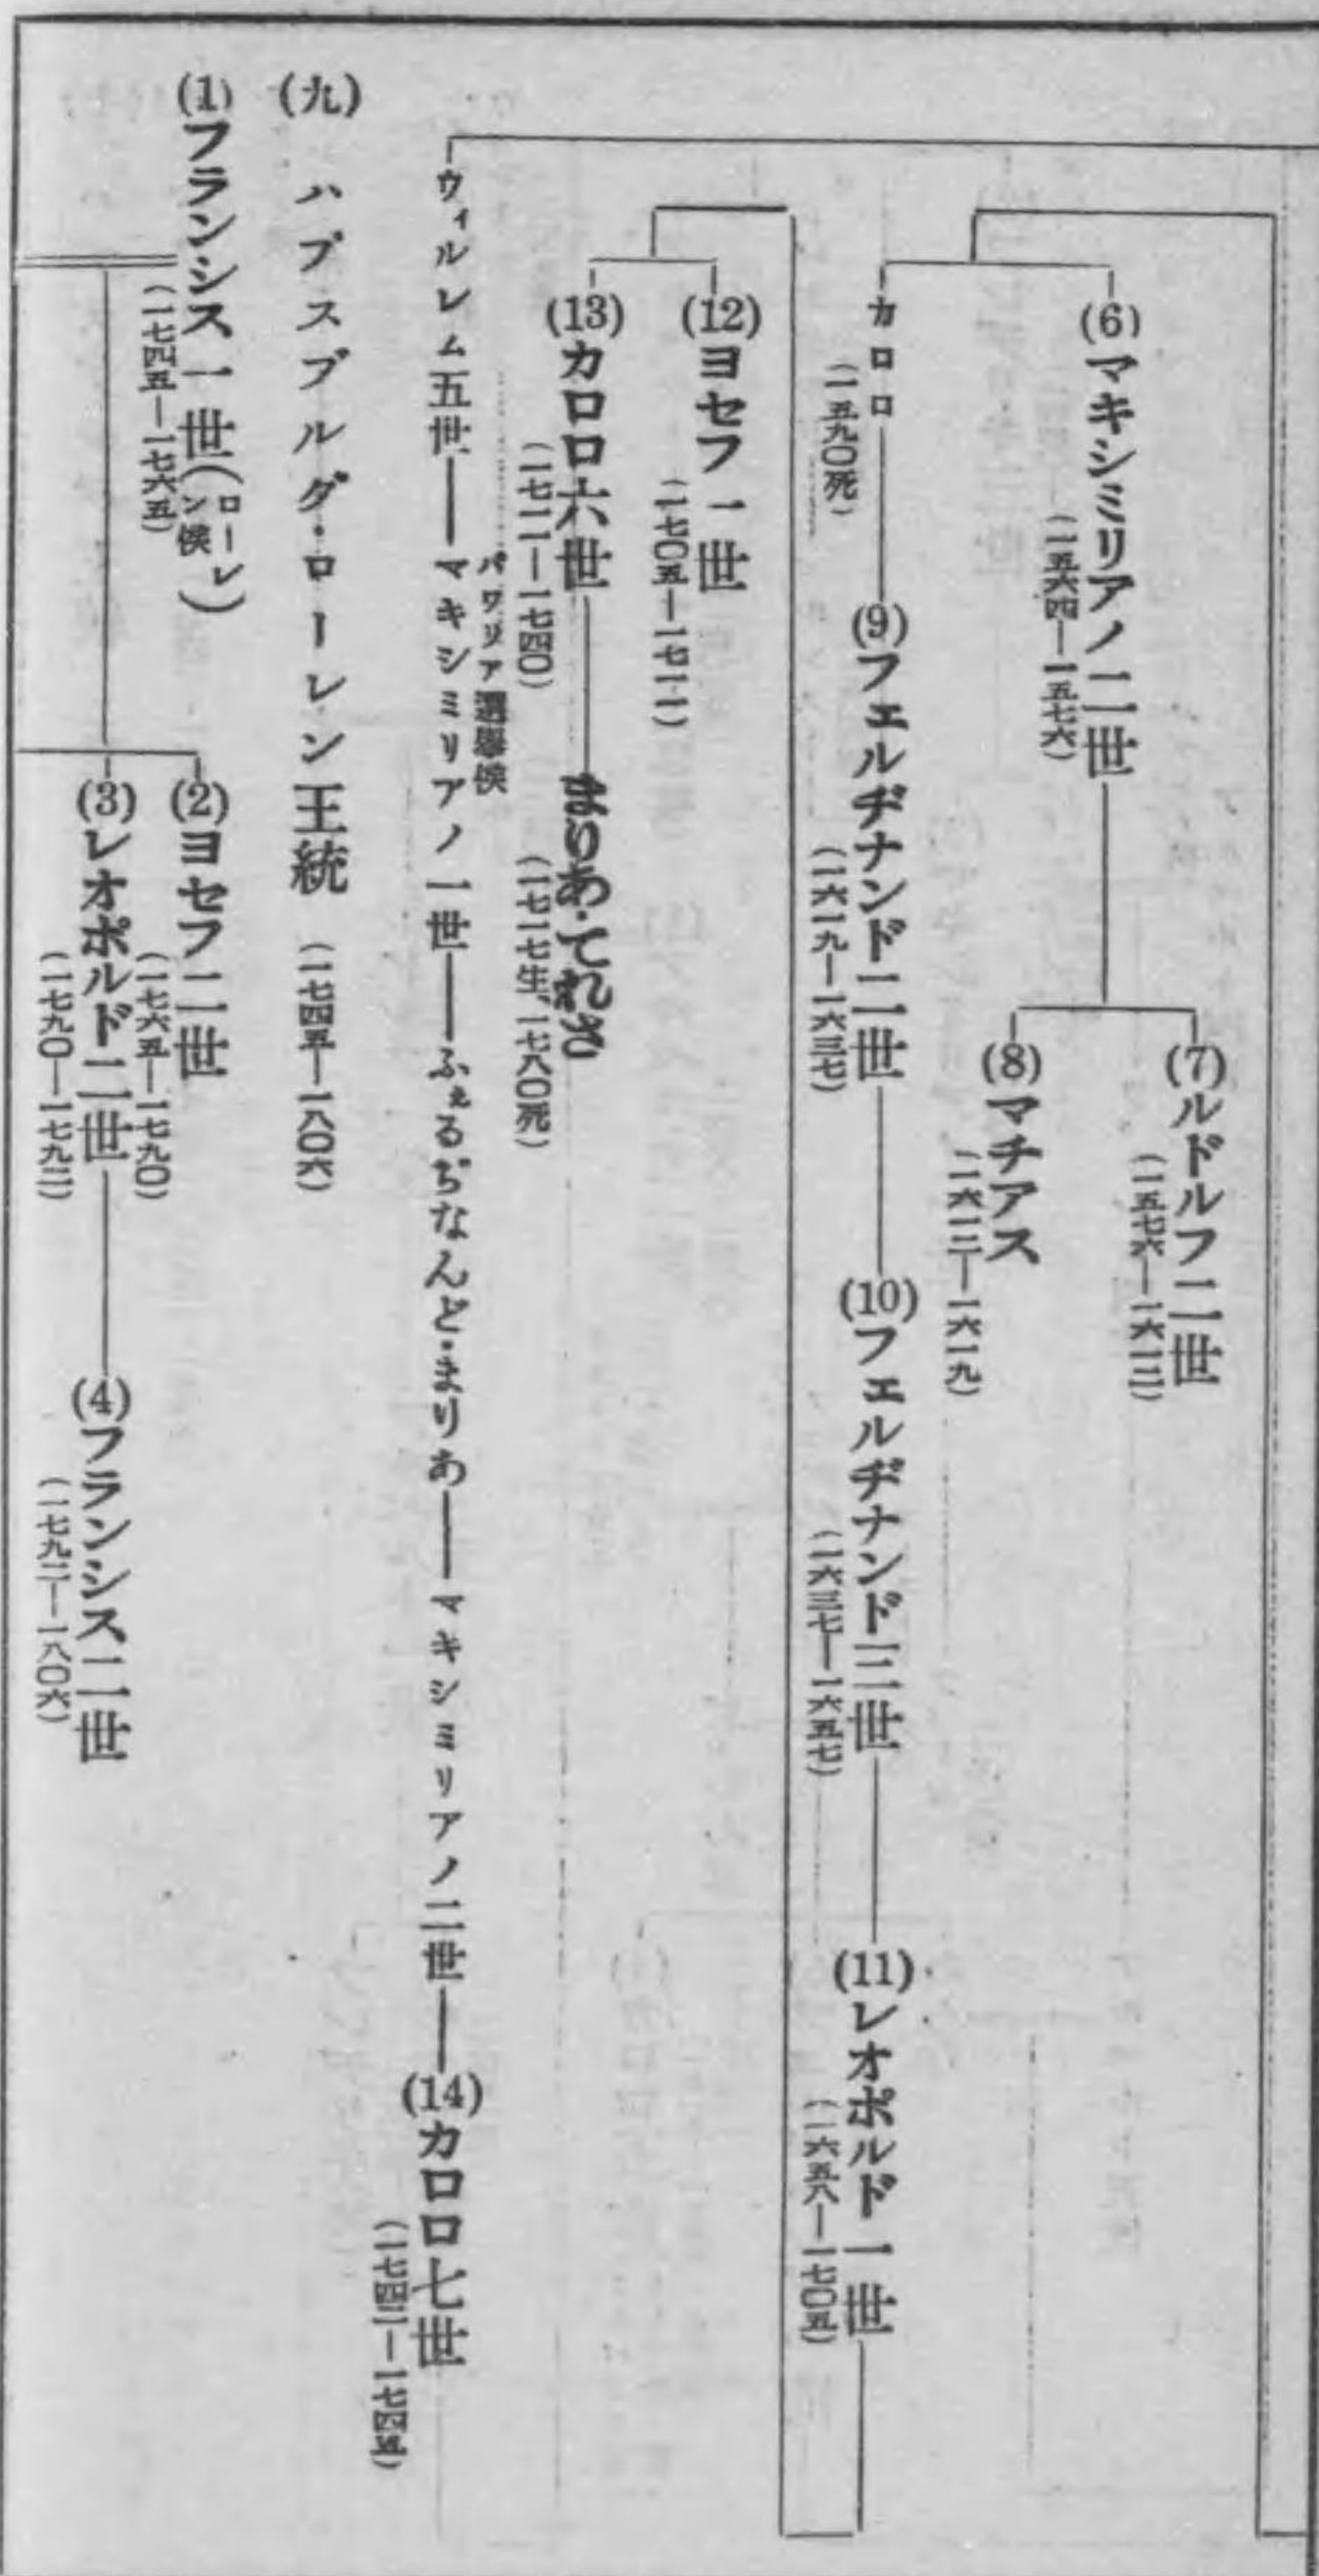 (6)マキシミリアノ二世
(一五六四―一五七六)
(7)ルドルフ二世
(一五七六―一六一二)
(8)マチアス
(一六一二―一六一九)
カロロ
(一五九〇死)
(9)フェルヂナンド二世
(一六一九―一六三七)
(10)フェルヂナンド三世
(一六三七―一六五七)
(11)レオポルド一世
(一六五八―一七〇五)
(12)ヨセフ一世
(一七〇五―一七一一)
(13)カロロ六世
(一七一一―一七四〇)
まりあ・てれさ
(一七一七生、一七八〇死)
ウィルレム五世
バワリア選擧侯
マキシミリアノ一世
ふぇるぢなんど・まりあ
マキシミリアノ二世
(14)カロロ七世
(一七四二―一七四五)
(九) ハブスブルグ・ローレン王統 (一七四五―一八〇六)
(1)フランシス一世(ローレン侯)
(一七四五―一七六五)
(2)ヨセフ二世
(一七六五―一七九〇)
(3)レオポルド二世
(一七九〇―一七九二)
(4)フランシス二世
(一七九二―一八〇六)